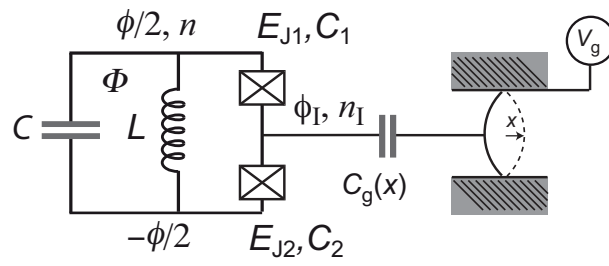 ϕ/2, n
E_J1, C_1
V_g
Φ
C
L
ϕ_I, n_I
x
C_g(x)
−ϕ/2
E_J2, C_2